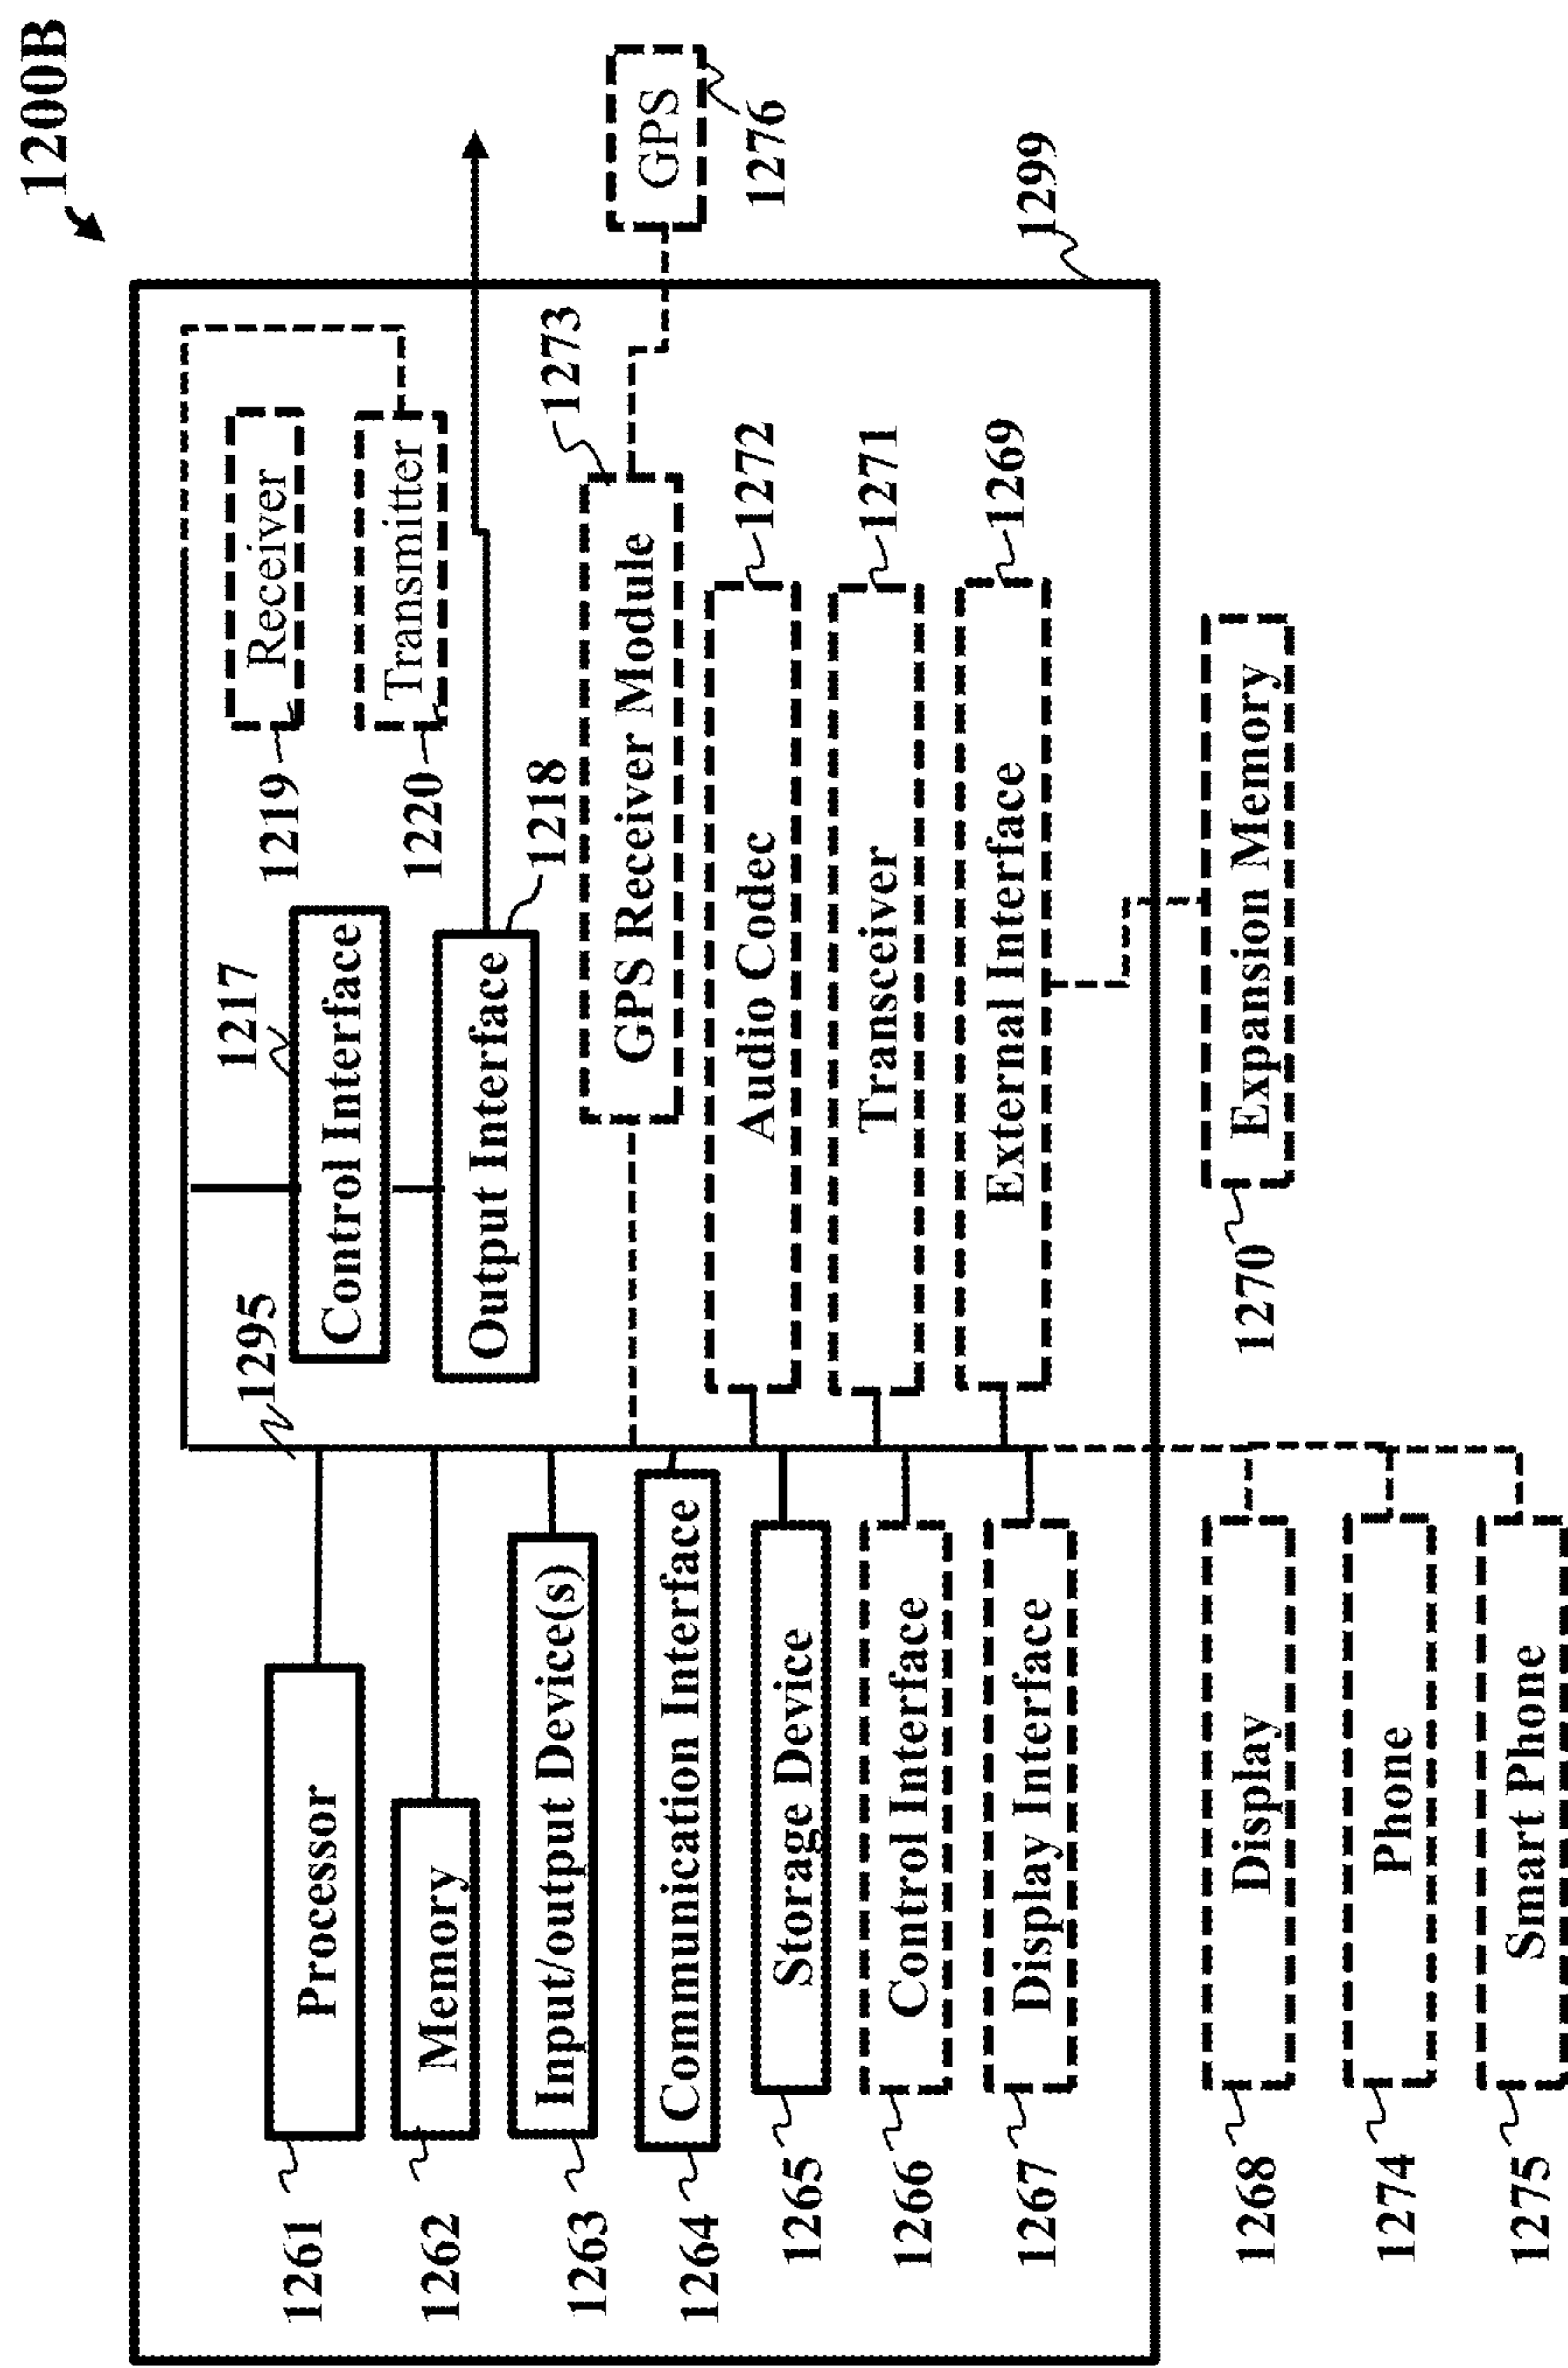 1200B
1261
Processor
1262
Memory
1263
Input/output Device(s)
1264
Communication Interface
1265
Storage Device
1266
Control Interface
1267
Display Interface
1295
1217
Control Interface
Output Interface
1218
1219
Receiver
1220
Transmitter
GPS Receiver Module
1273
GPS
1276
Audio Codec
1272
Transceiver
1271
External Interface
1269
1299
1268
Display
1274
Phone
1275
Smart Phone
1270
Expansion Memory